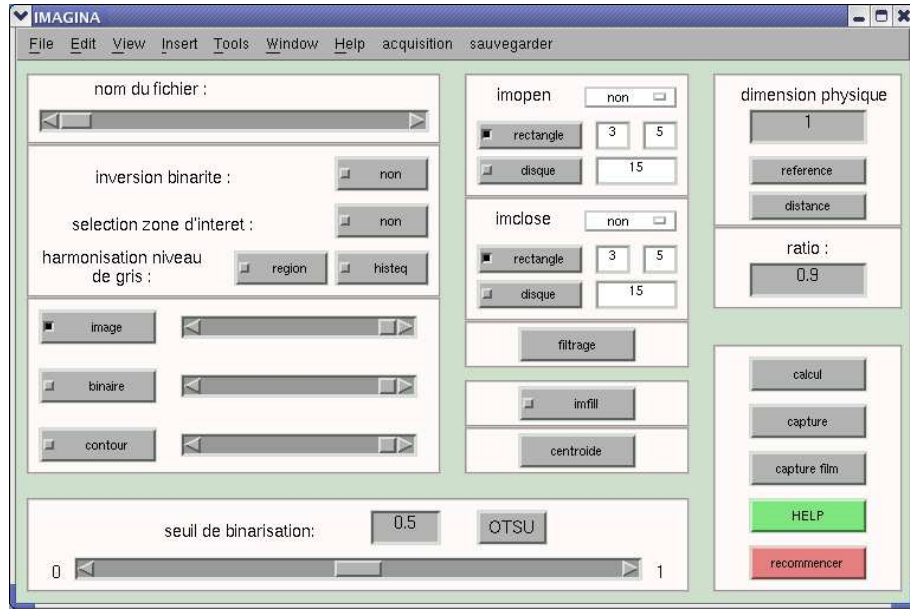 IMAGINA
File Edit View Insert Tools Window Help acquisition sauvegarder
nom du fichier :
inversion binarite :
non
selection zone d'interet :
non
harmonisation niveau
de gris :
region
histeq
image
binaire
contour
imopen
non
rectangle
3
5
disque
15
imclose
non
rectangle
3
5
disque
15
filtrage
imfill
centroide
dimension physique
1
reference
distance
ratio :
0.9
calcul
capture
capture film
HELP
recommencer
seuil de binarisation:
0.5
OTSU
0
1